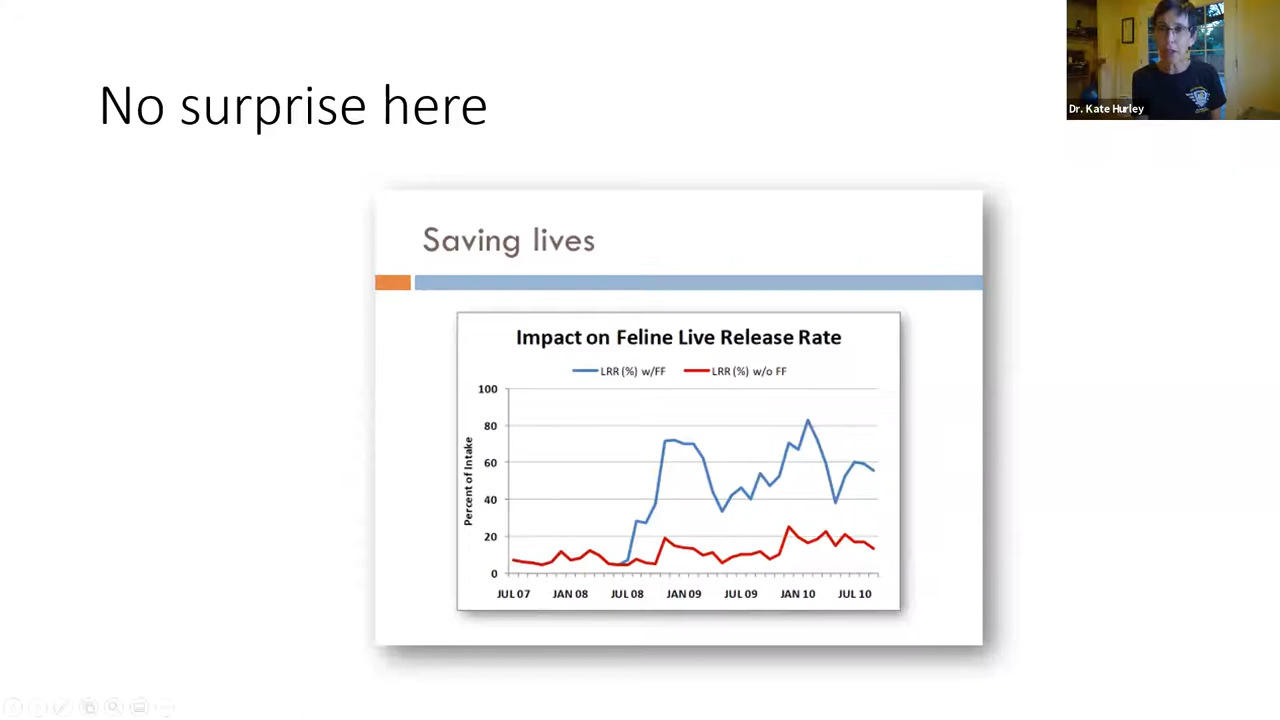 No surprise here
Dr. Kate Hurley
Saving lives
Impact on Feline Live Release Rate
LRR (%) w/FF LRR (%) w/o FF
Percent of Intake
100
80
60
40
20
0
JUL 07 JAN 08 JUL 08 JAN 09 JUL 09 JAN 10 JUL 10